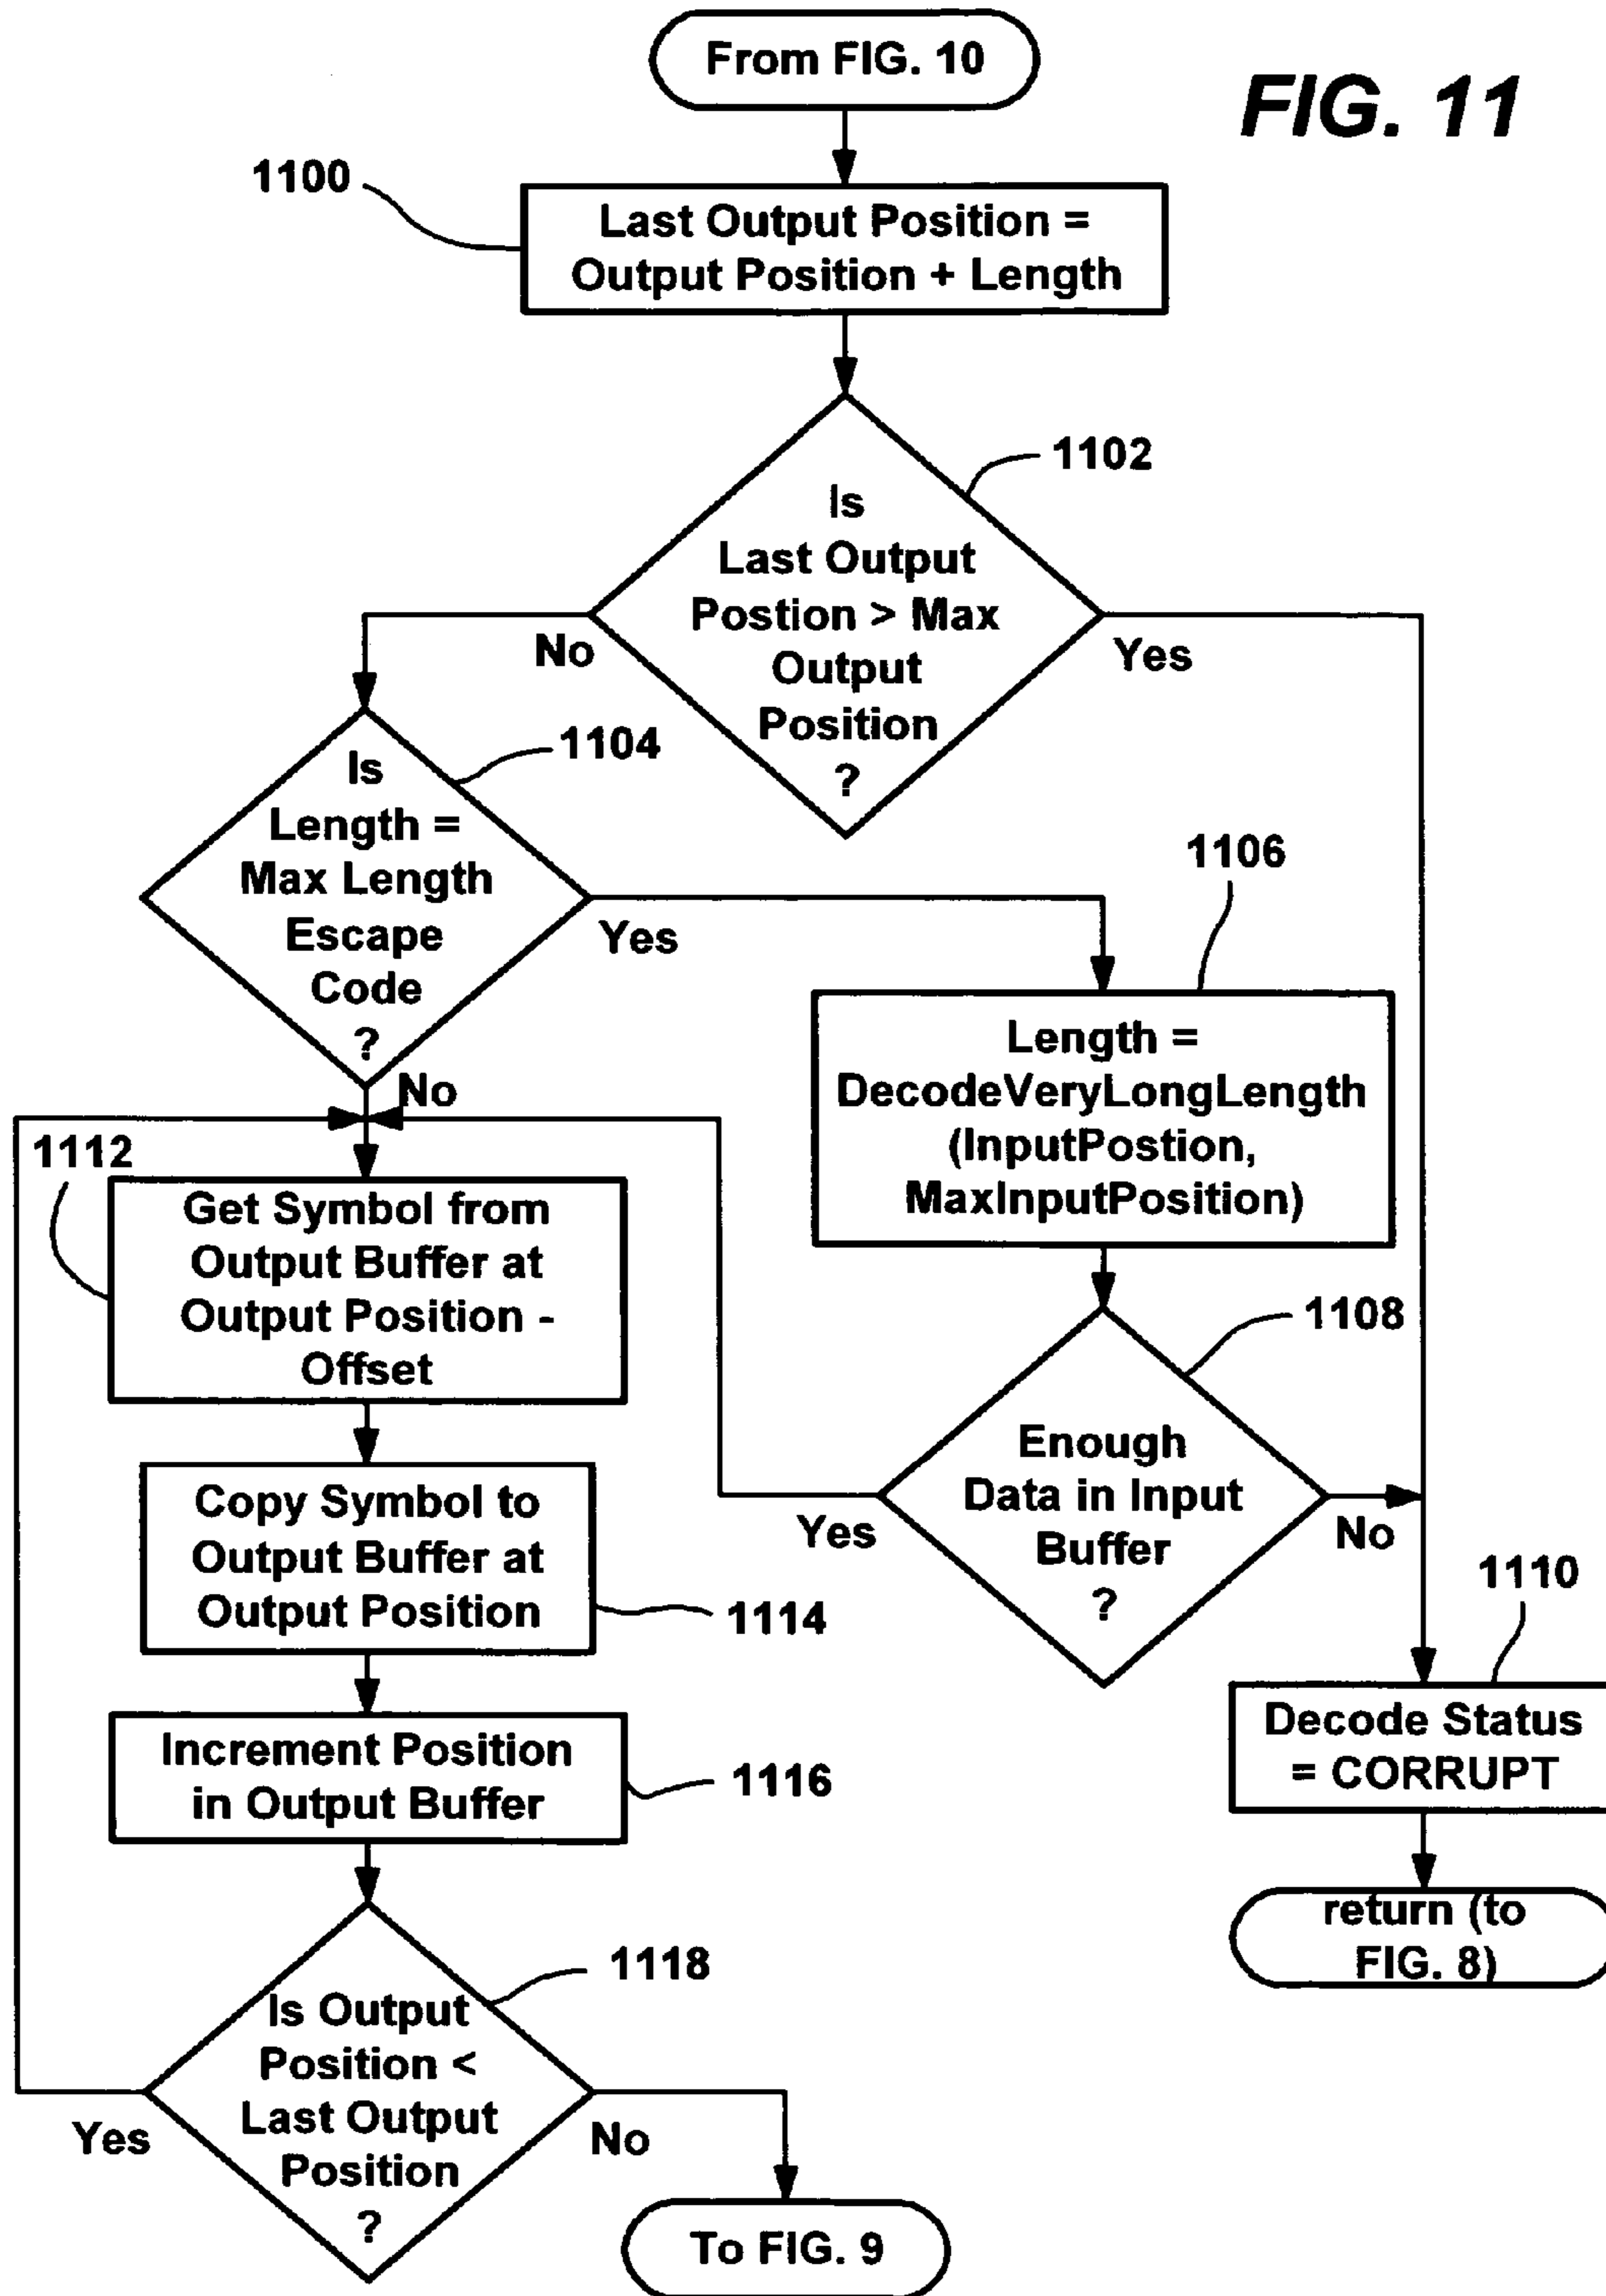 From FIG. 10
FIG. 11
1100
Last Output Position =
Output Position + Length
1102
Is
Last Output
Postion > Max
Output
Position
?
No
Yes
1104
Is
Length =
Max Length
Escape
Code
?
Yes
No
1106
Length =
DecodeVeryLongLength
(InputPostion,
MaxInputPosition)
1112
Get Symbol from
Output Buffer at
Output Position -
Offset
1108
Enough
Data in Input
Buffer
?
Yes
No
Copy Symbol to
Output Buffer at
Output Position
1114
1110
Decode Status
= CORRUPT
Increment Position
in Output Buffer
1116
return (to
FIG. 8)
1118
Is Output
Position <
Last Output
Position
?
Yes
No
To FIG. 9